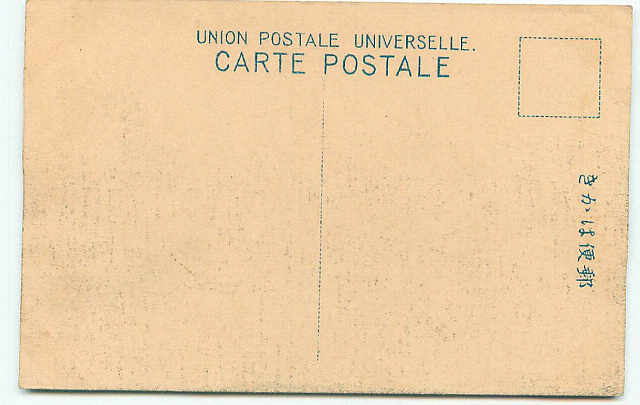 UNION POSTALE UNIVERSELLE.
CARTE POSTALE
きかは便郵